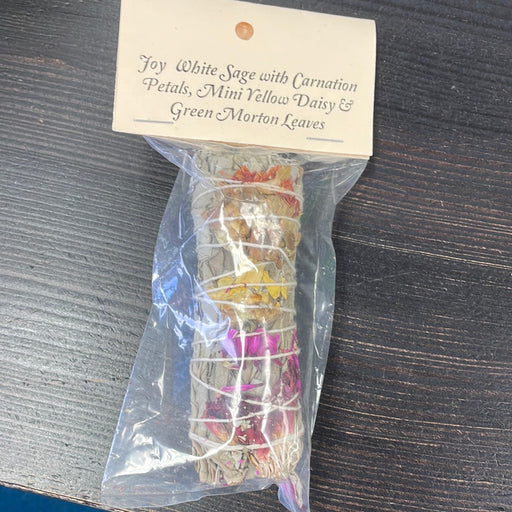 Joy White Sage with Carnation
Petals, Mini Yellow Daisy &
Green Morton Leaves